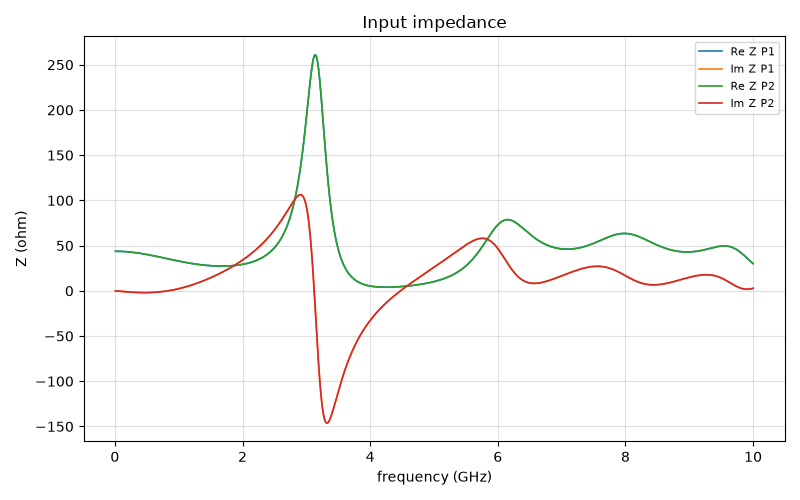 Input impedance
Z (ohm)
250
200
150
100
50
0
−50
−100
−150
0 2 4 6 8 10
frequency (GHz)
Re Z P1
Im Z P1
Re Z P2
Im Z P2